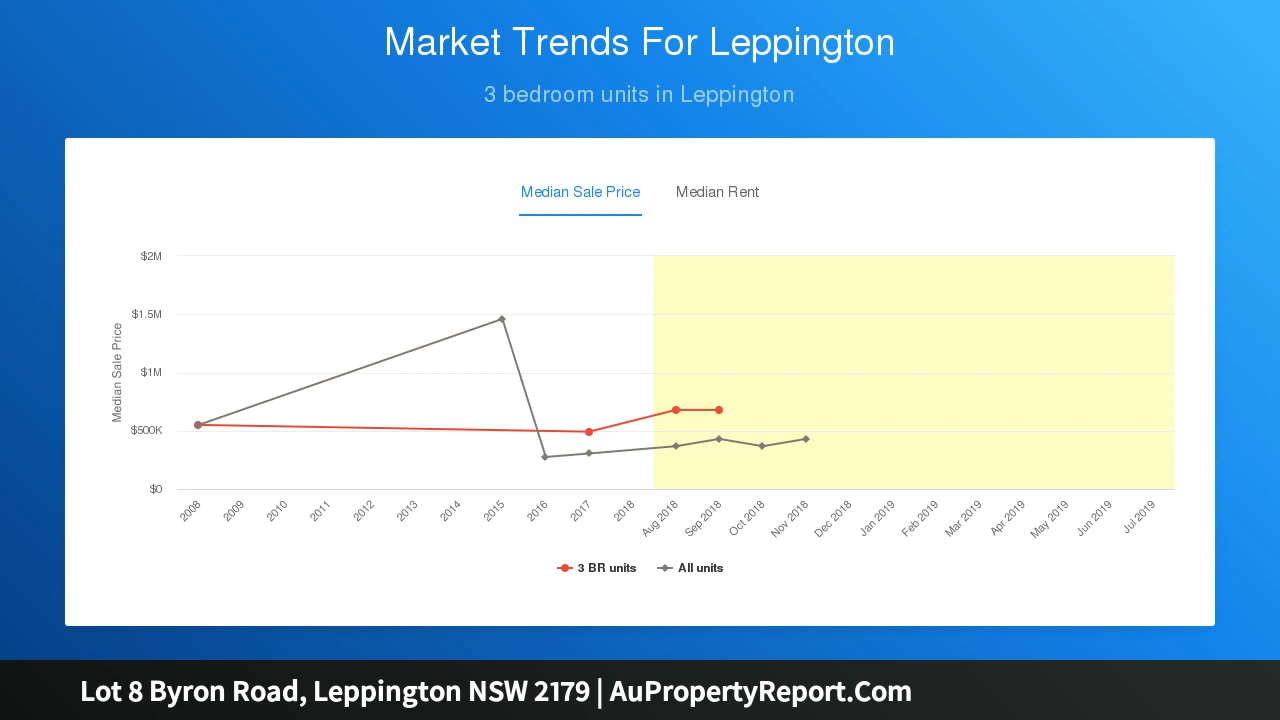 Market Trends For Leppington
3 bedroom units in Leppington
Median Sale Price
Median Rent
Median Sale Price
$2M
$1.5M
$1M
$500K
$0
2008
2009
2010
2011
2012
2013
2014
2015
2016
2017
2018
Aug 2018
Sep 2018
Oct 2018
Nov 2018
Dec 2018
Jan 2019
Feb 2019
Mar 2019
Apr 2019
May 2019
Jun 2019
Jul 2019
3 BR units
All units
Lot 8 Byron Road, Leppington NSW 2179 | AuPropertyReport.Com